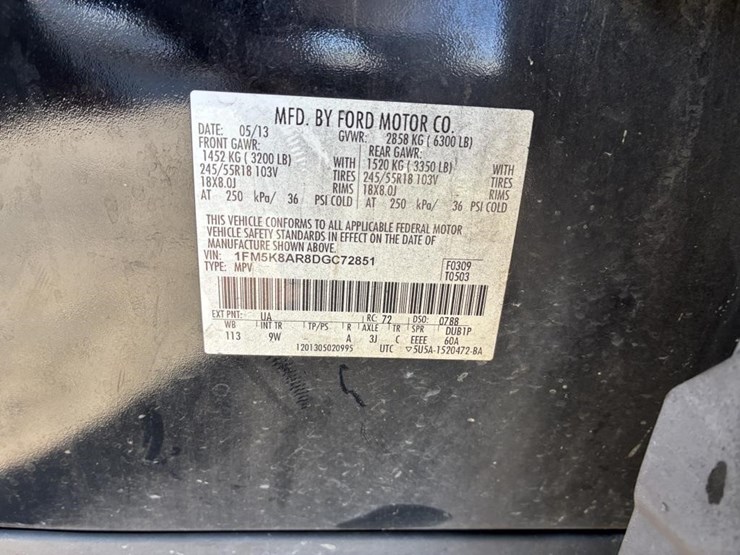 MFD. BY FORD MOTOR CO.
DATE: 05/13 GVWR: 2858 KG ( 6300 LB)
FRONT GAWR: REAR GAWR:
1452 KG ( 3200 LB) WITH 1520 KG ( 3350 LB) WITH
245/55R18 103V TIRES 245/55R18 103V TIRES
18X8.0J RIMS 18X8.0J RIMS
AT 250 kPa/ 36 PSI COLD AT 250 kPa/ 36 PSI COLD
THIS VEHICLE CONFORMS TO ALL APPLICABLE FEDERAL MOTOR
VEHICLE SAFETY STANDARDS IN EFFECT ON THE DATE OF
MANUFACTURE SHOWN ABOVE.
VIN: 1FM5K8AR8DGC72851
TYPE: MPV
F0309
T0503
EXT PNT: UA RC: 72 DSO: 0788
WB INT TR TP/PS R AXLE TR SPR DUB1P
113 9W A 3J C EEEE 60A
1201305020995 UTC ▽5U5A-1520472-BA